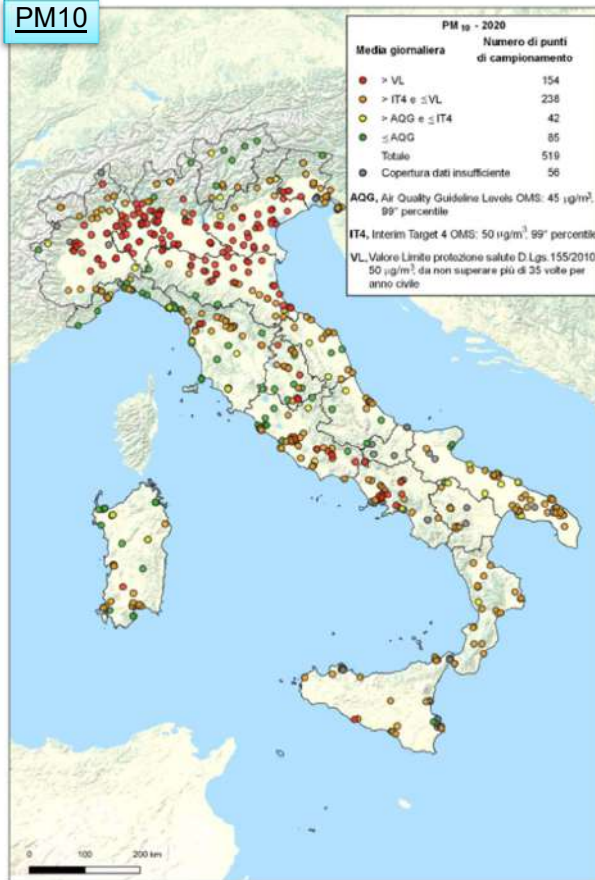 PM10
PM 10 - 2020
Media giornaliera
Numero di punti
di campionamento
> VL 154
> IT4 e ≤VL 238
> AQG e ≤ IT4 42
≤ AQG 85
Totale 519
Copertura dati insufficiente 56
AQG, Air Quality Guideline Levels OMS: 45 µg/m³,
99° percentile
IT4, Interim Target 4 OMS: 50 µg/m³, 99° percentile
VL, Valore Limite protezione salute D.Lgs.155/2010
50 µg/m³, da non superare più di 35 volte per
anno civile
0 100 200 km